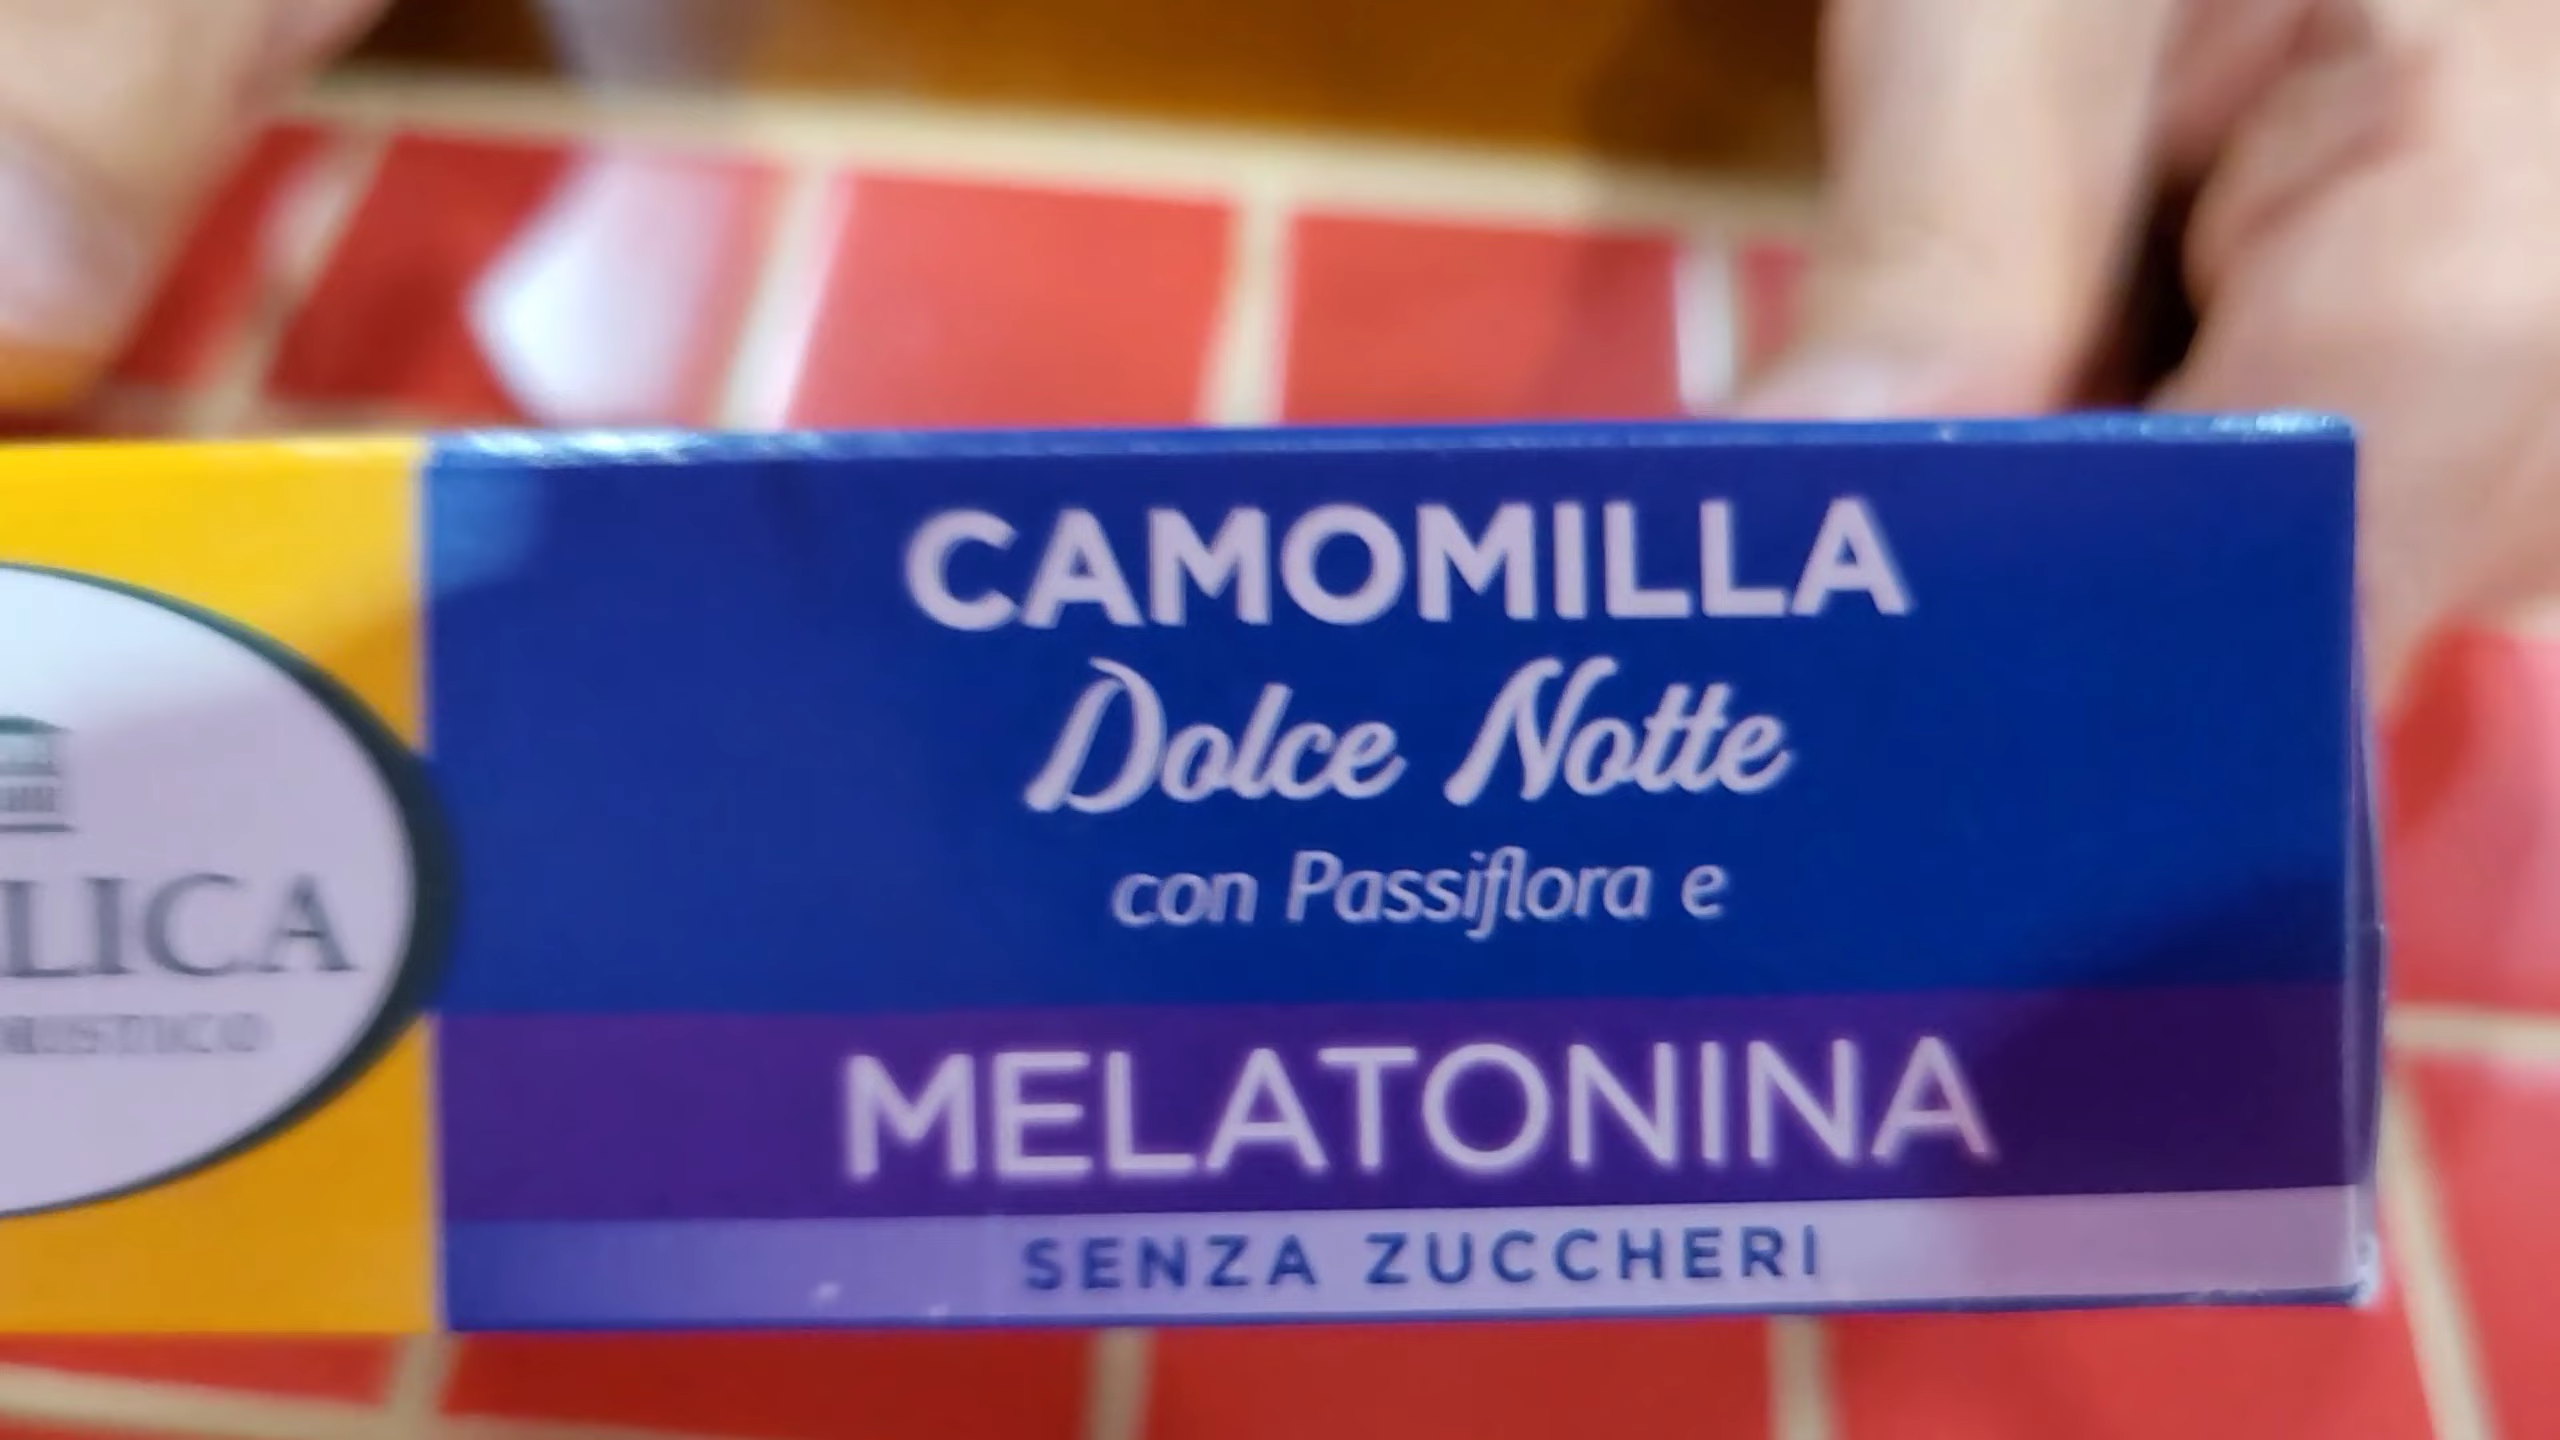 LICA
CAMOMILLA
Dolce Notte
con Passiflora e
MELATONINA
SENZA ZUCCHERI